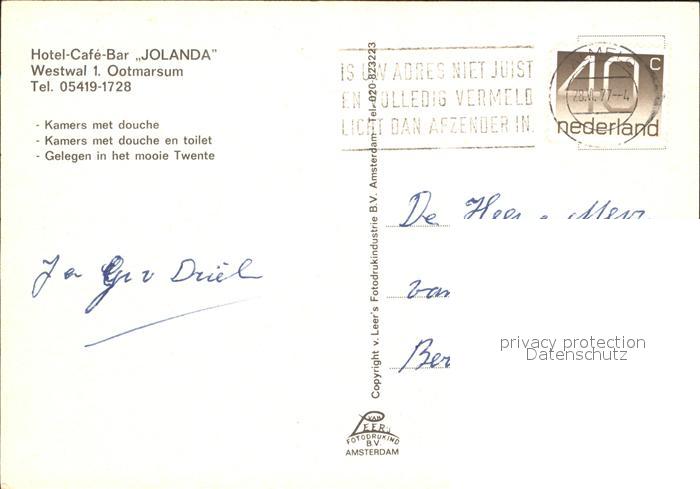 Hotel-Café-Bar „JOLANDA"
Westwal 1. Ootmarsum
Tel. 05419-1728
- Kamers met douche
- Kamers met douche en toilet
- Gelegen in het mooie Twente
IS UW ADRES NIET JUIST
EN VOLLEDIG VERMELD
LICHT DAN AFZENDER IN.
40 c
nederland
Copyright v. Leer's Fotodrukindustrie B.V. Amsterdam - Tel. 020-823223
De Heer Mevr
van
Ber
privacy protection
Datenschutz
VAN
LEER'S
FOTODRUKIND
B.V.
AMSTERDAM